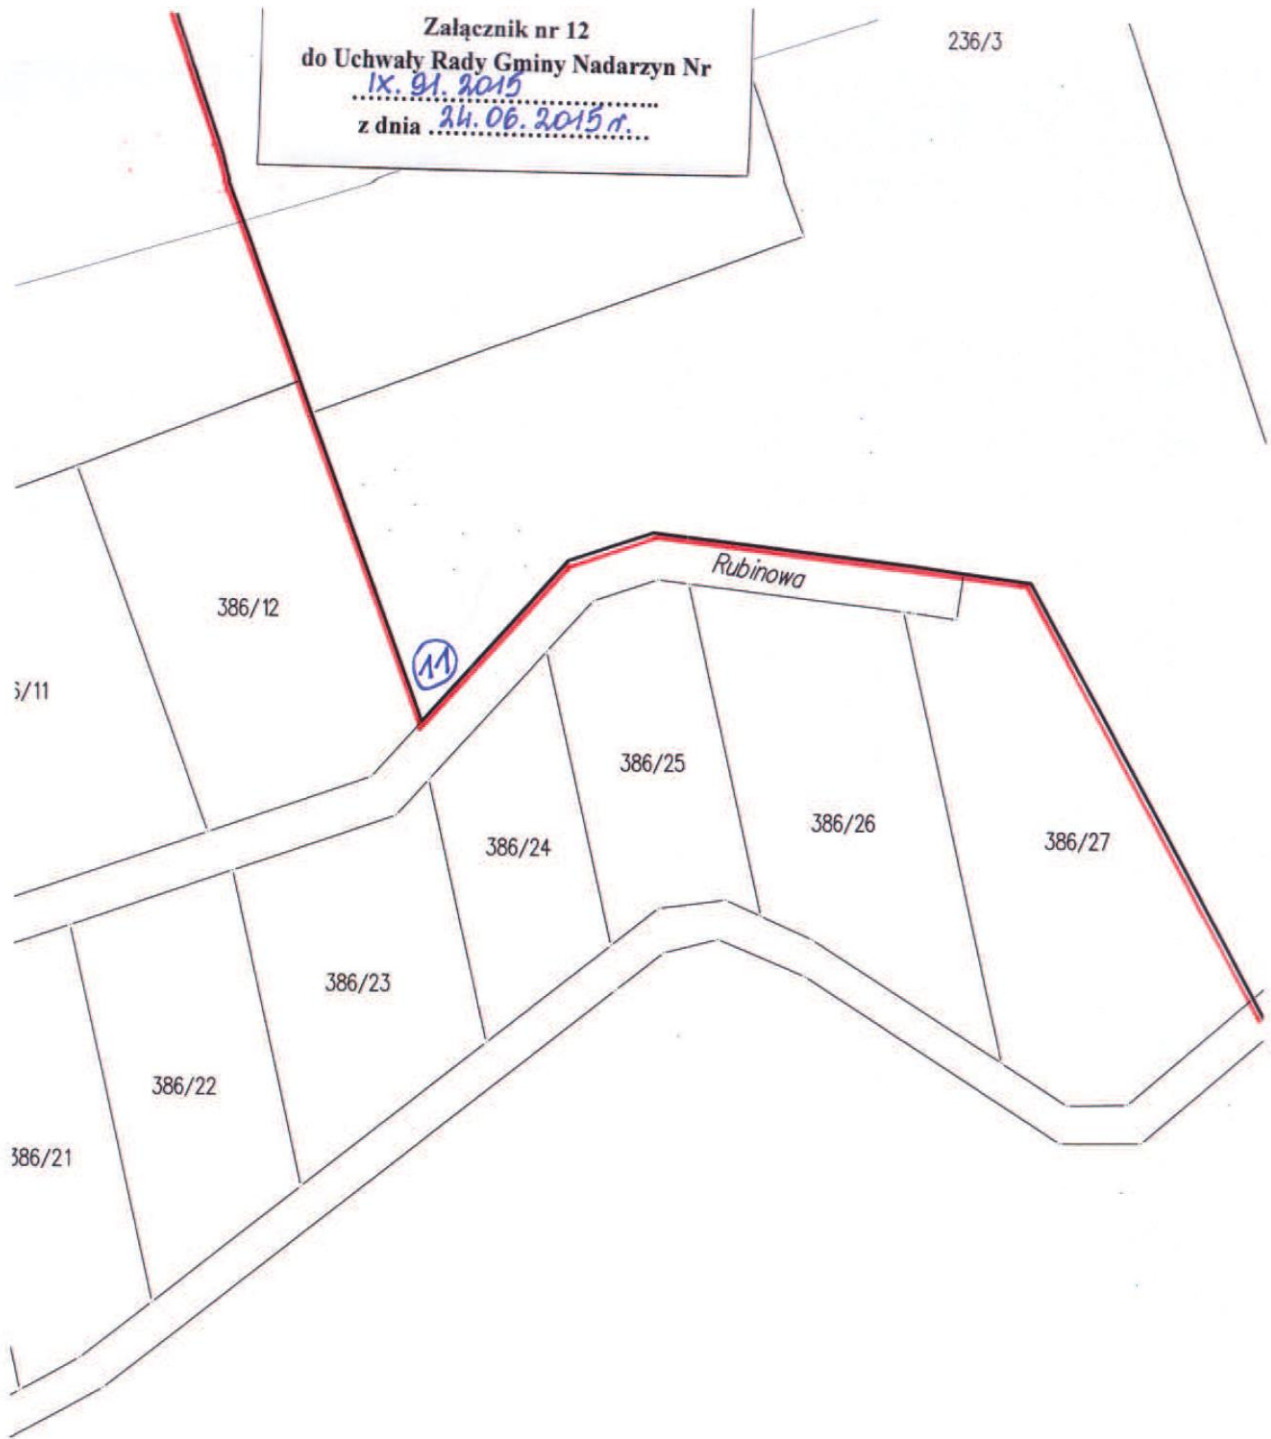 Załącznik nr 12
do Uchwały Rady Gminy Nadarzyn Nr
IX. 91. 2015
z dnia 24. 06. 2015 r.
236/3
Rubinowa
386/12
11
6/11
386/25
386/26
386/27
386/24
386/23
386/22
386/21